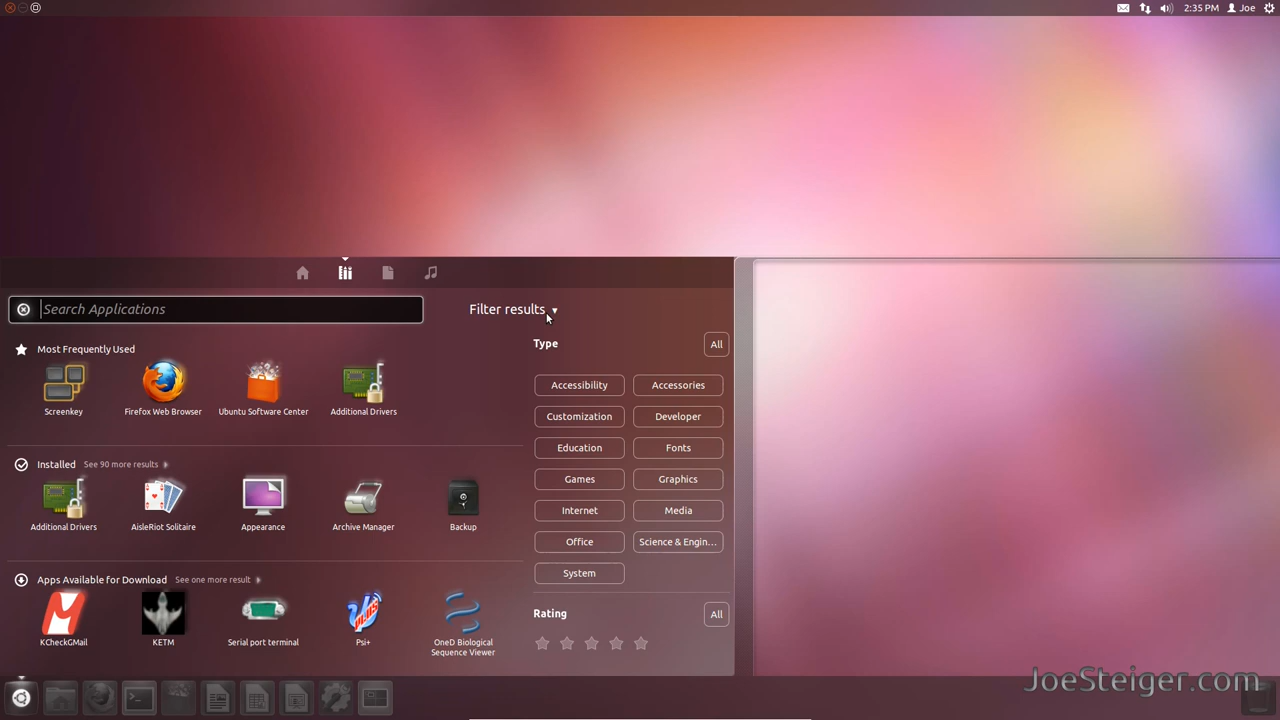 2:35 PM Joe
Search Applications
Filter results
Most Frequently Used
Screenkey
Firefox Web Browser
Ubuntu Software Center
Additional Drivers
Installed See 90 more results
Additional Drivers
AisleRiot Solitaire
Appearance
Archive Manager
Backup
Apps Available for Download See one more result
KCheckGMail
KETM
Serial port terminal
Psi+
OneD Biological
Sequence Viewer
Type All
Accessibility Accessories
Customization Developer
Education Fonts
Games Graphics
Internet Media
Office Science & Engin...
System
Rating All
JoeSteiger.com